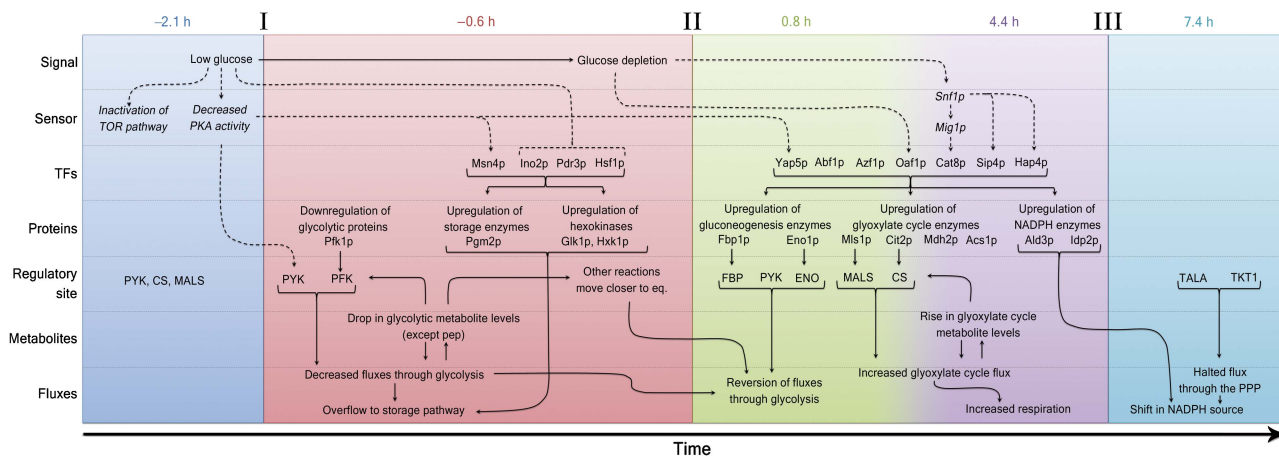 −2.1 h I −0.6 h II 0.8 h 4.4 h III 7.4 h
Signal Low glucose Glucose depletion
Sensor
Inactivation of
TOR pathway
Decreased
PKA activity
Snf1p
Mig1p
TFs
Msn4p Ino2p Pdr3p Hsf1p Yap5p Abf1p Azf1p Oaf1p Cat8p Sip4p Hap4p
Proteins
Downregulation of
glycolytic proteins
Pfk1p
Upregulation of
storage enzymes
Pgm2p
Upregulation of
hexokinases
Glk1p, Hxk1p
Upregulation of
gluconeogenesis enzymes
Fbp1p Eno1p
Upregulation of
glyoxylate cycle enzymes
Mls1p Cit2p Mdh2p Acs1p
Upregulation of
NADPH enzymes
Ald3p Idp2p
Regulatory
site
PYK, CS, MALS
PYK PFK
Other reactions
move closer to eq.
FBP PYK ENO MALS CS
TALA TKT1
Metabolites
Drop in glycolytic metabolite levels
(except pep)
Rise in glyoxylate cycle
metabolite levels
Fluxes
Decreased fluxes through glycolysis
Overflow to storage pathway
Reversion of fluxes
through glycolysis
Increased glyoxylate cycle flux
Increased respiration
Halted flux
through the PPP
Shift in NADPH source
Time